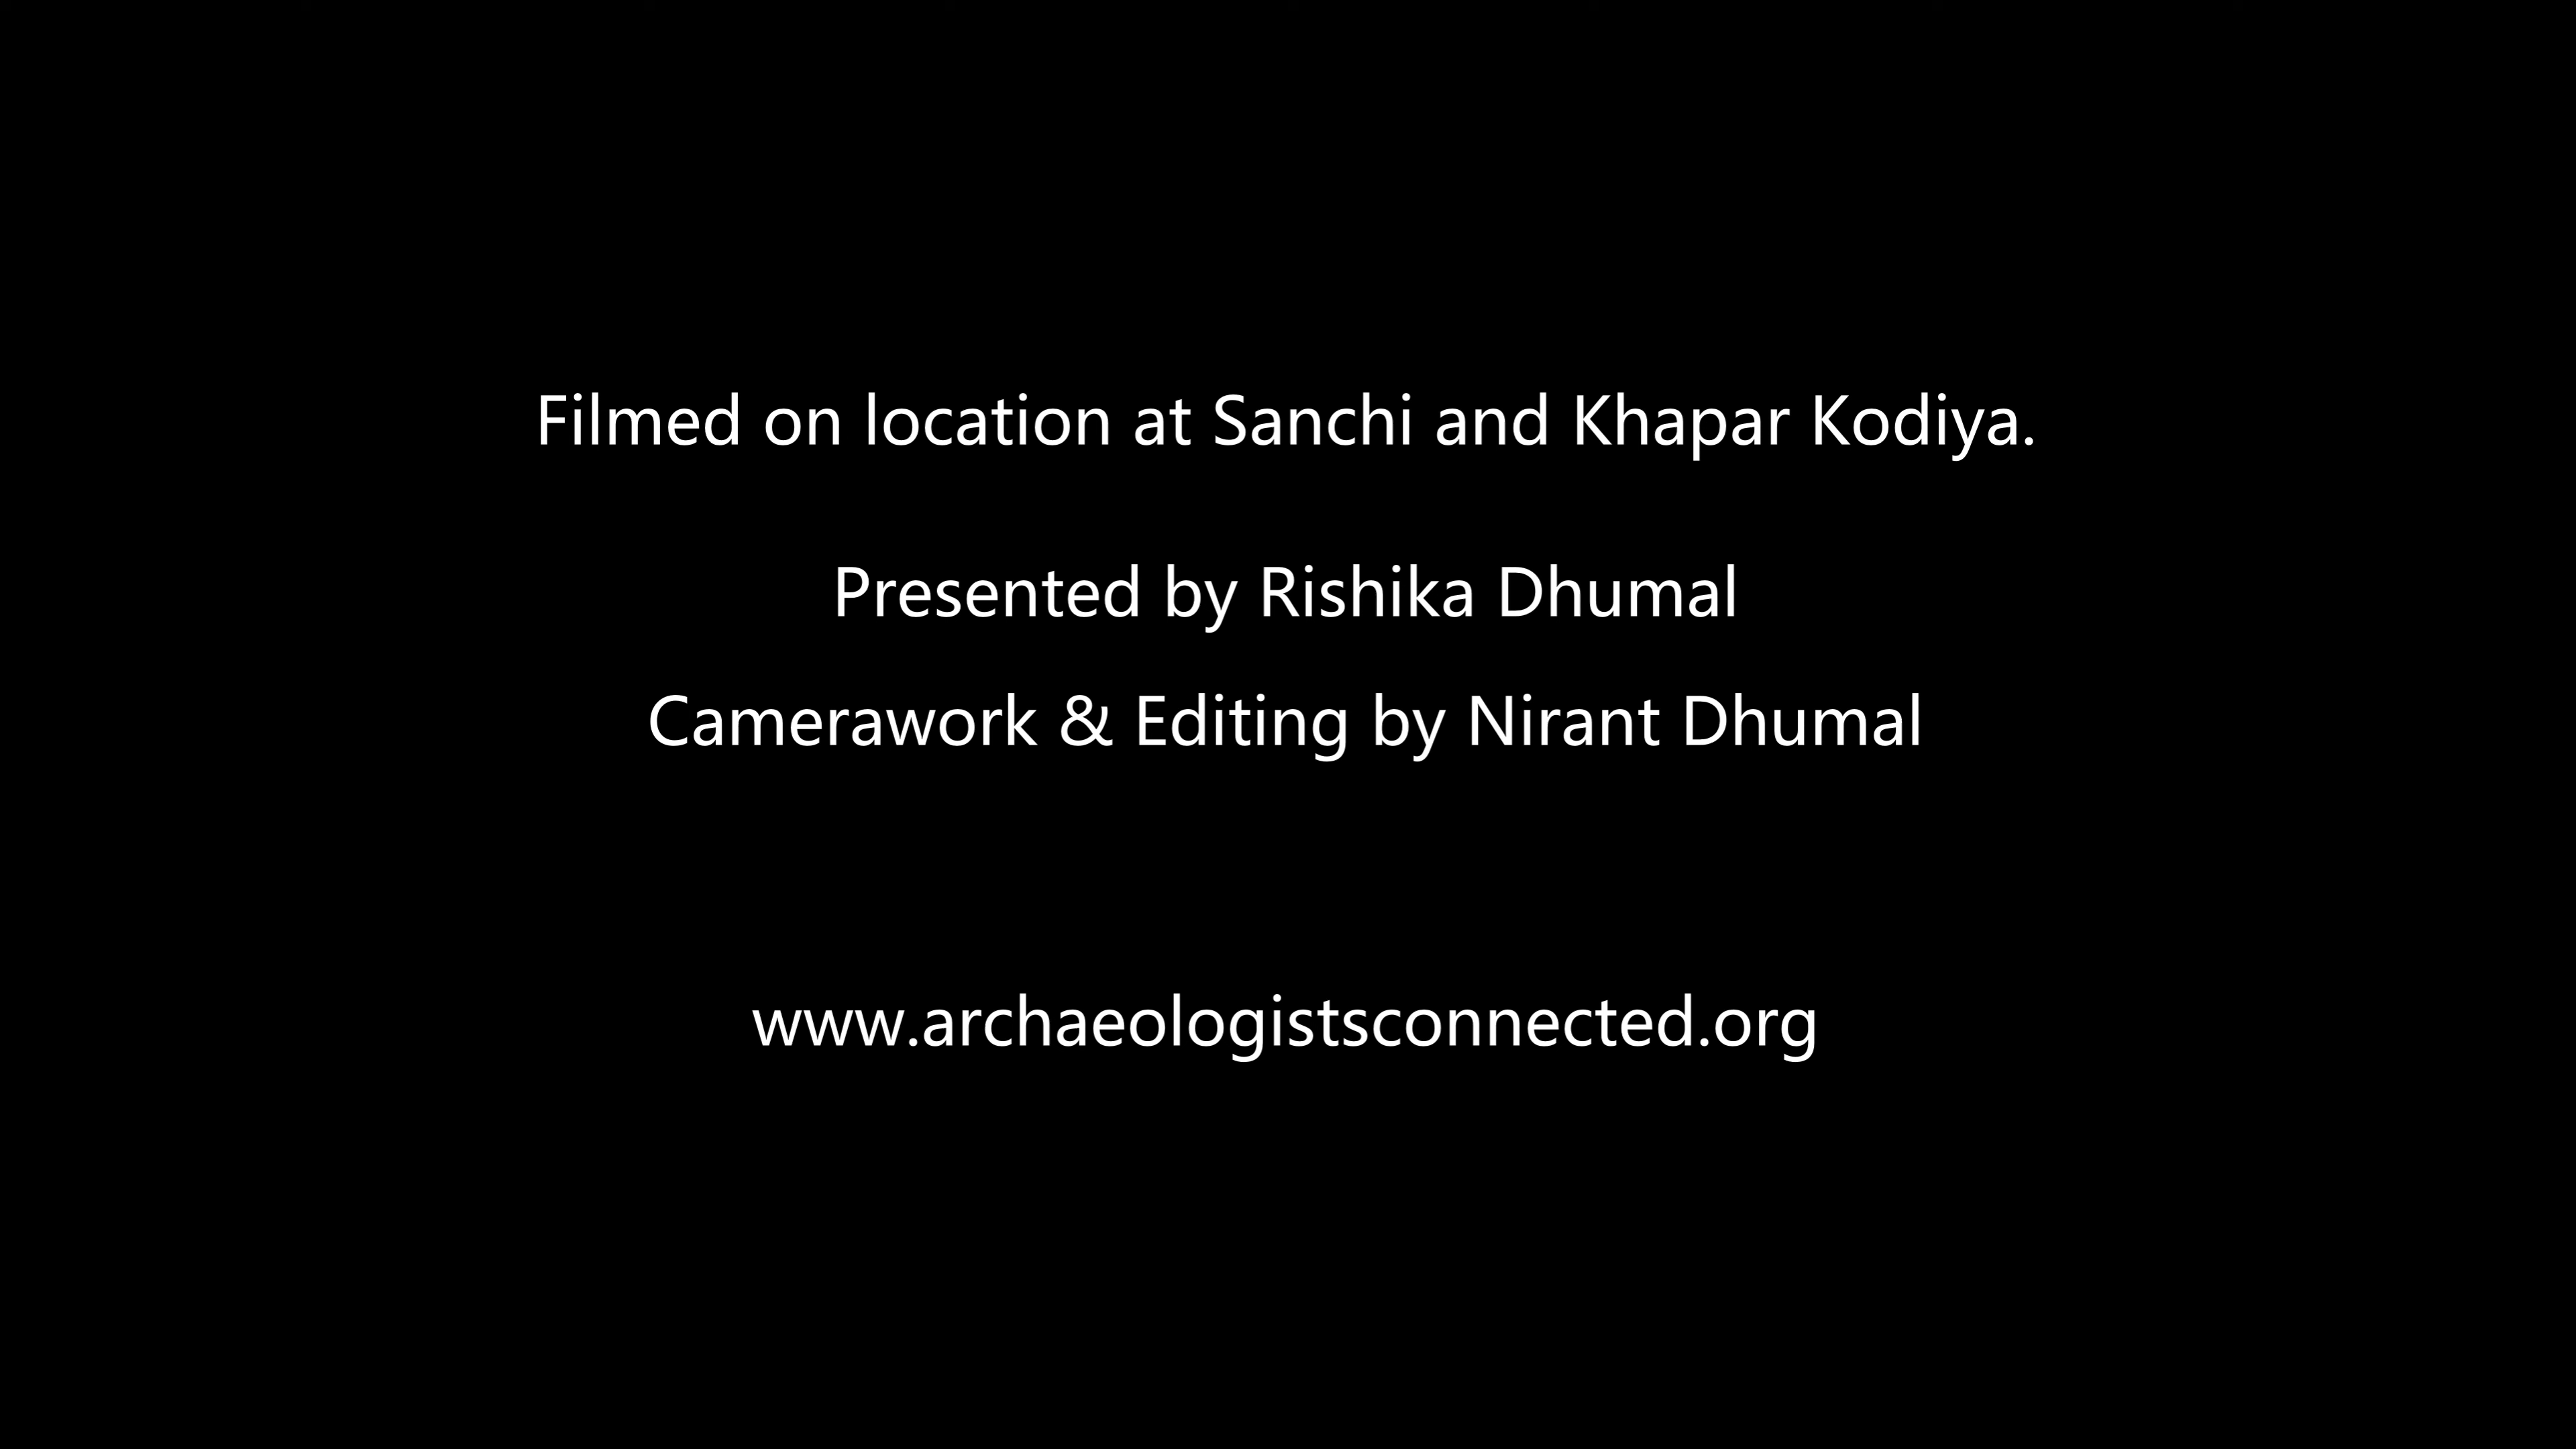 Filmed on location at Sanchi and Khapar Kodiya.
Presented by Rishika Dhumal
Camerawork & Editing by Nirant Dhumal
www.archaeologistsconnected.org